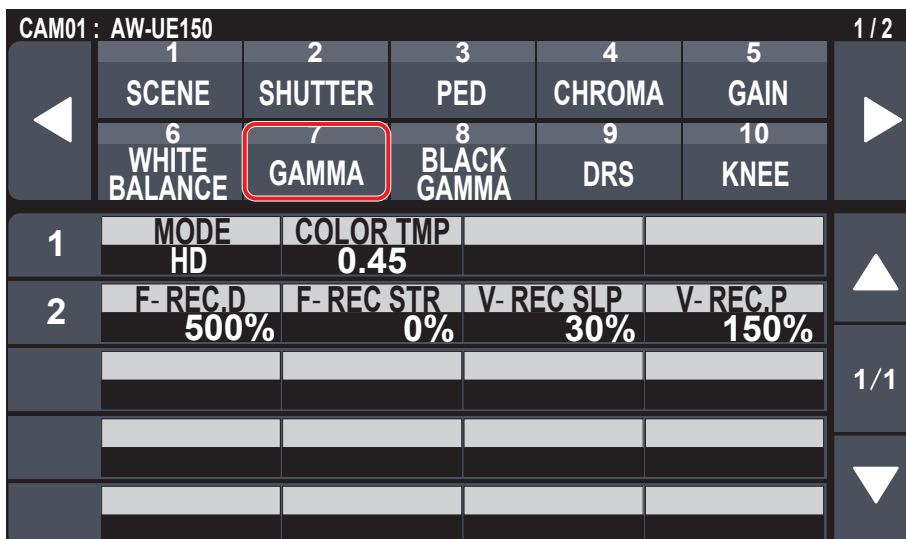 CAM01 : AW-UE150 1 / 2
1 2 3 4 5
SCENE SHUTTER PED CHROMA GAIN
6 7 8 9 10
WHITE BALANCE GAMMA BLACK GAMMA DRS KNEE
1 MODE COLOR TMP
HD 0.45
2 F- REC,D F- REC STR V- REC SLP V- REC,P
500% 0% 30% 150%
1/1